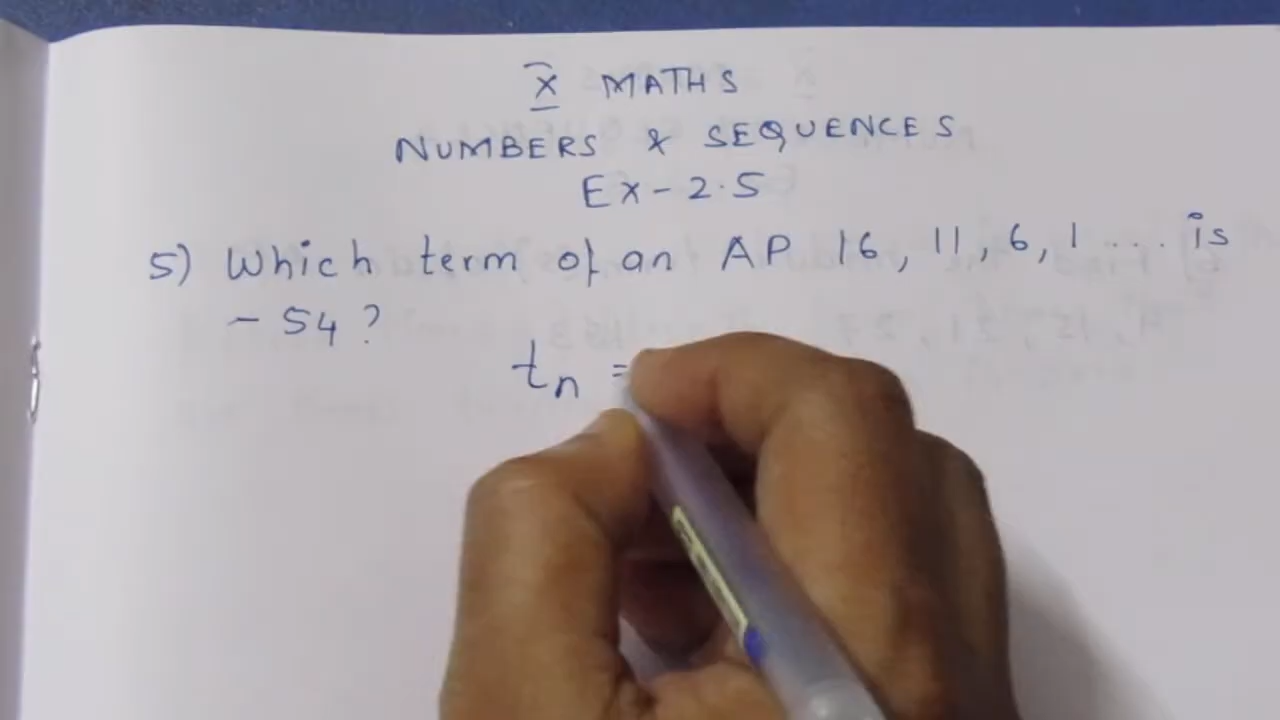 X MATHS
NUMBERS & SEQUENCES
Ex-2.5
5) Which term of an AP 16, 11, 6, 1 ... is
- 54 ?
tn =